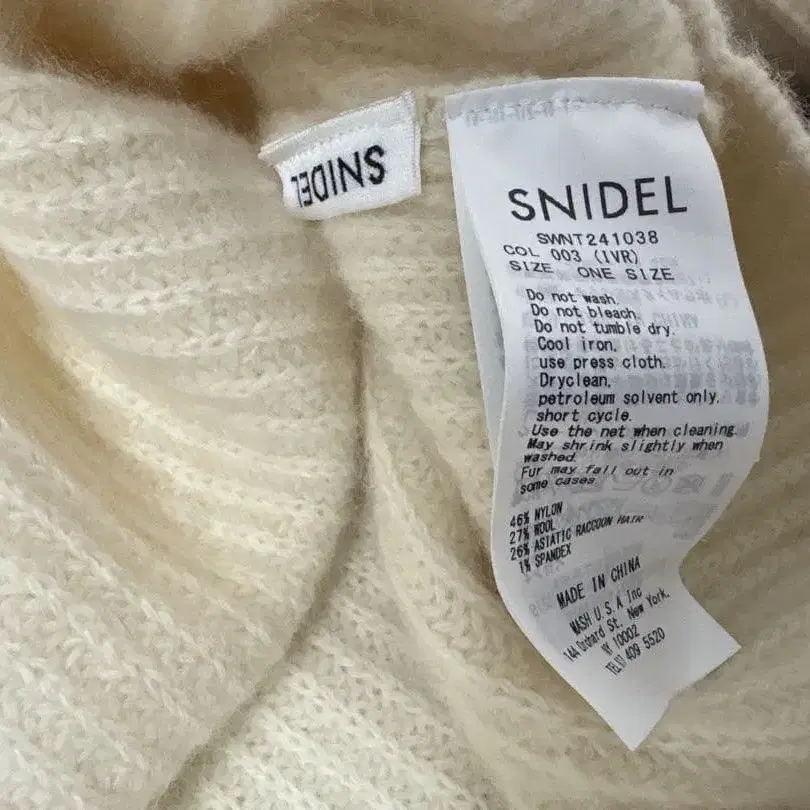 SNIDEL
SNIDEL
SWNT241038
COL 003 (IVR)
SIZE ONE SIZE
Do not wash.
Do not bleach.
Do not tumble dry.
Cool iron.
use press cloth.
Dryclean.
petroleum solvent only.
short cycle.
Use the net when cleaning.
May shrink slightly when
washed.
Fur may fall out in
some cases
46% NYLON
27% WOOL
26% ASIATIC RACCOON HAIR
1% SPANDEX
MADE IN CHINA
MASH U.S.A Inc
144 Orchard St. New York.
NY 10002
409 5520